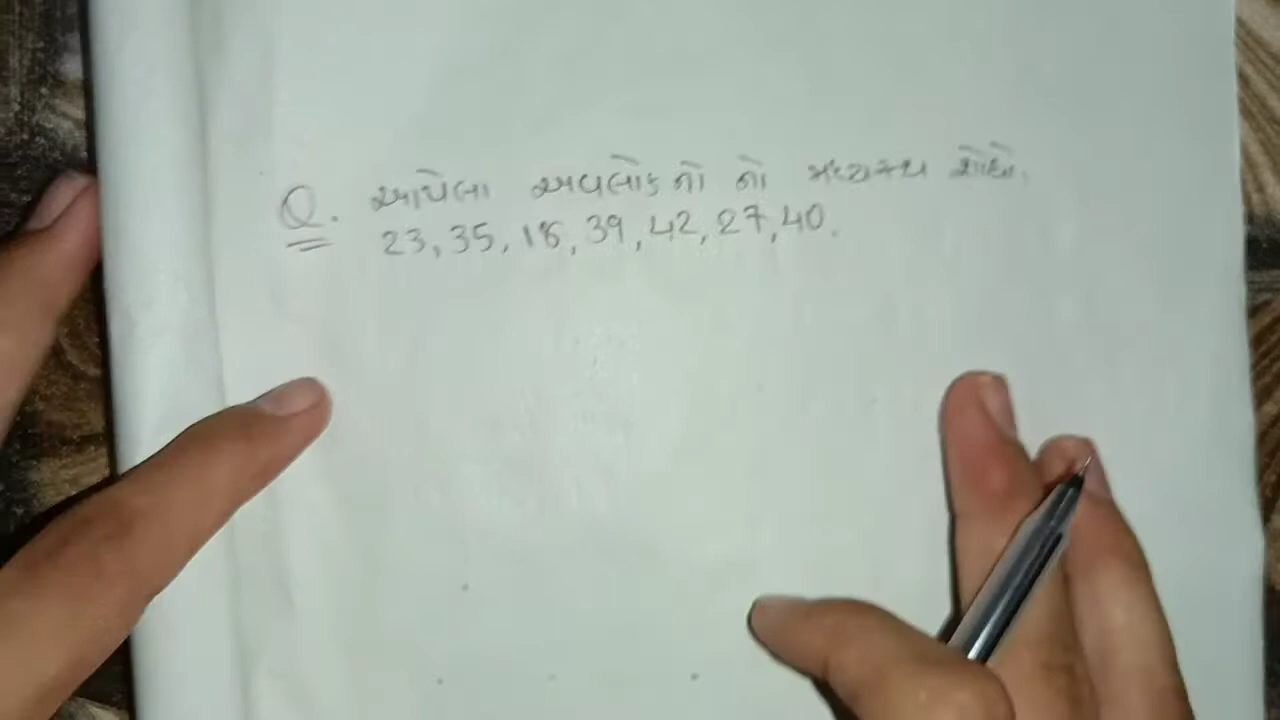 Q. આપેલા અવલોકનો નો મધ્યસ્થ શોધો.
23, 35, 18, 39, 42, 27, 40.